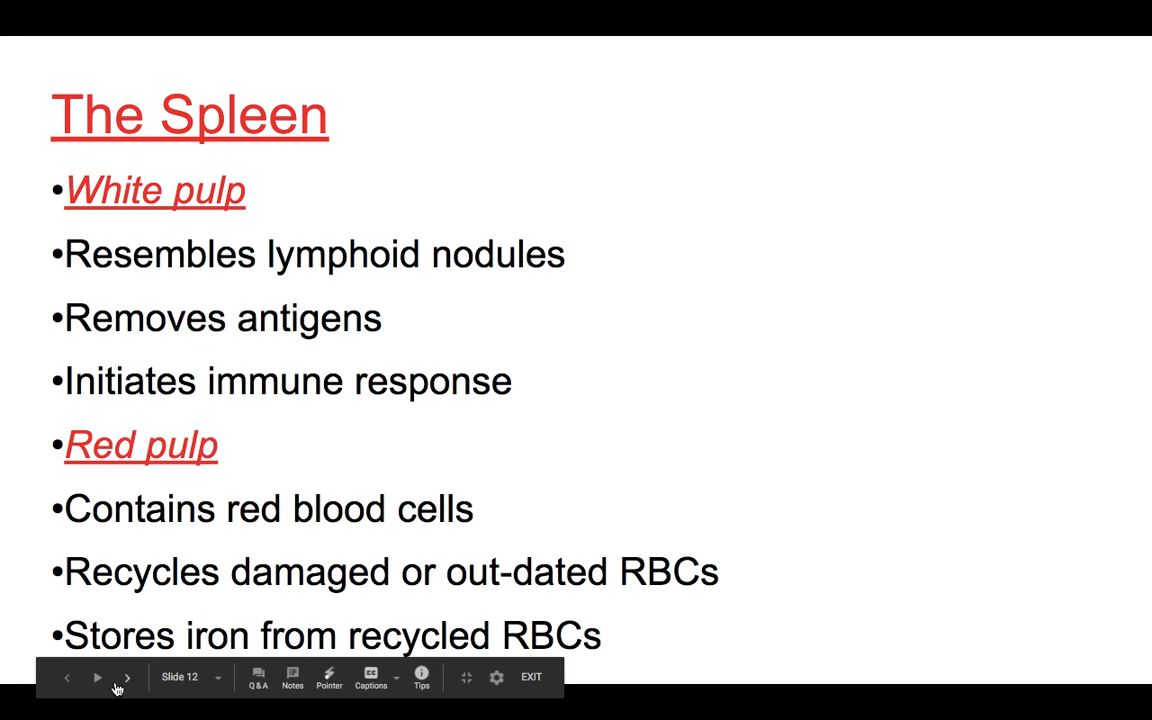 The Spleen
•White pulp
•Resembles lymphoid nodules
•Removes antigens
•Initiates immune response
•Red pulp
•Contains red blood cells
•Recycles damaged or out-dated RBCs
•Stores iron from recycled RBCs
Slide 12 Q&A Notes Pointer CC Captions Tips EXIT